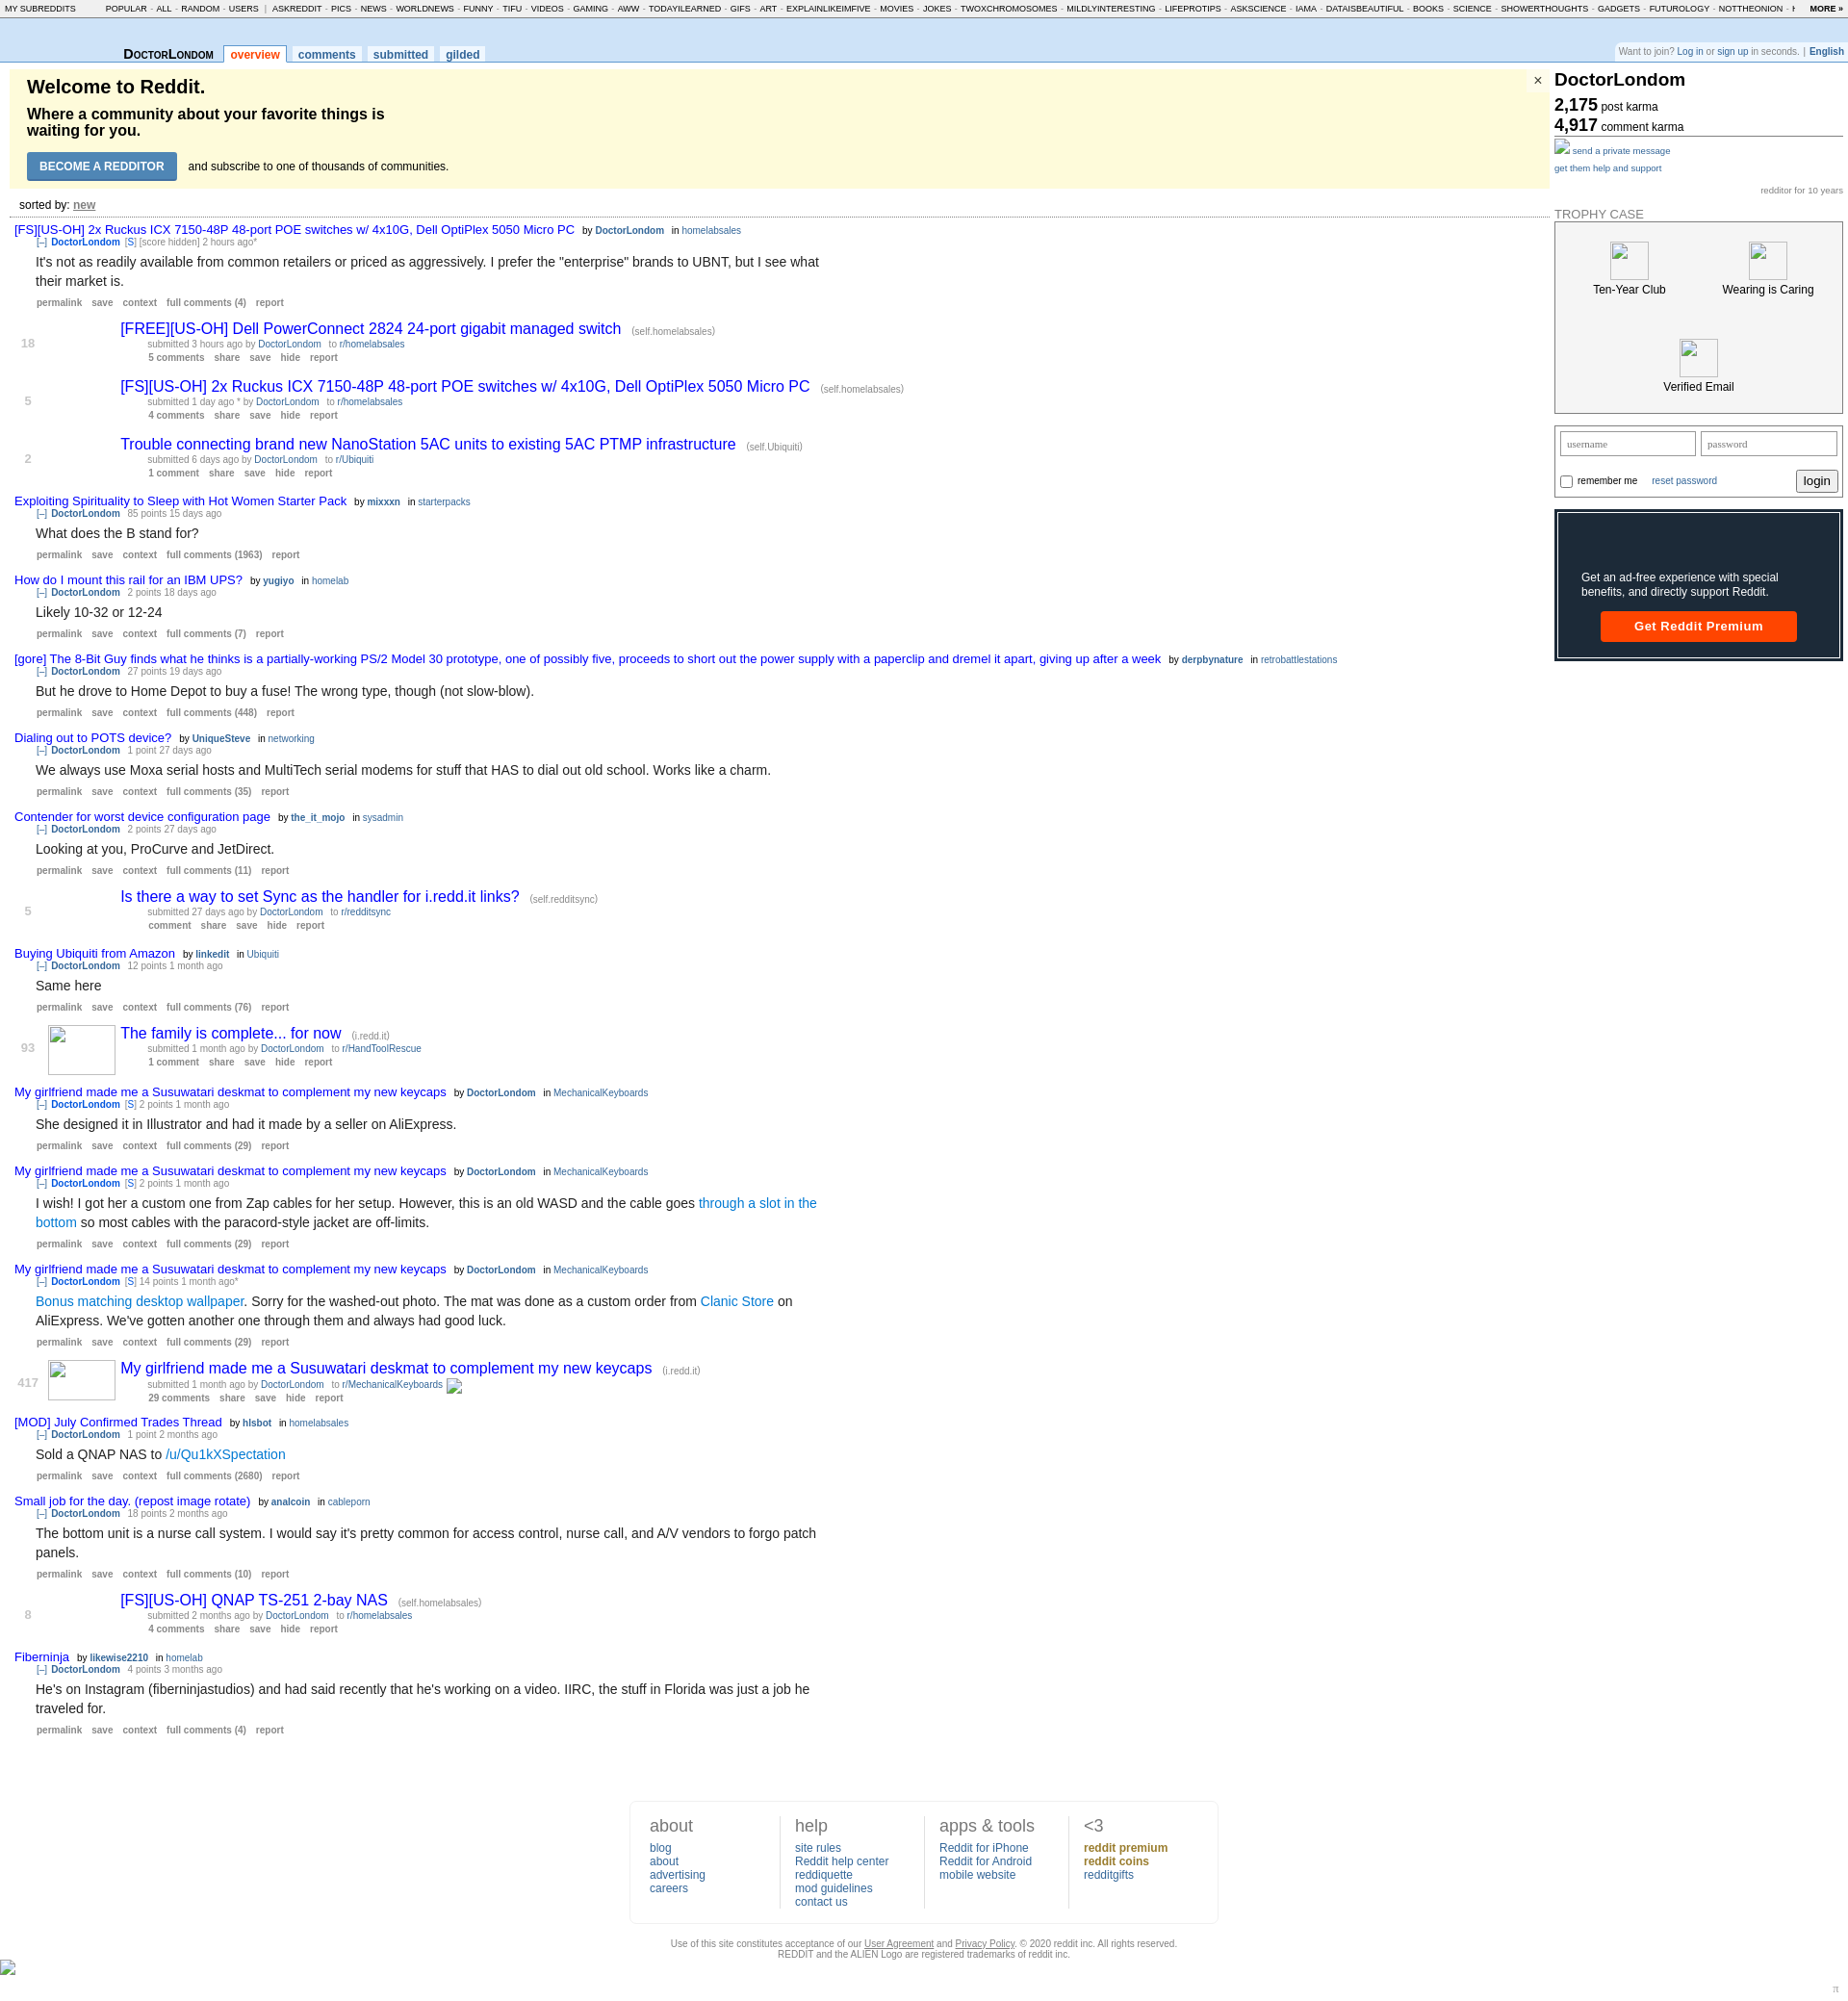 MY SUBREDDITS POPULAR - ALL - RANDOM - USERS | ASKREDDIT - PICS - NEWS - WORLDNEWS - FUNNY - TIFU - VIDEOS - GAMING - AWW - TODAYILEARNED - GIFS - ART - EXPLAINLIKEIMFIVE - MOVIES - JOKES - TWOXCHROMOSOMES - MILDLYINTERESTING - LIFEPROTIPS - ASKSCIENCE - IAMA - DATAISBEAUTIFUL - BOOKS - SCIENCE - SHOWERTHOUGHTS - GADGETS - FUTUROLOGY - NOTTHEONION - MORE »
DoctorLondom overview comments submitted gilded
Want to join? Log in or sign up in seconds. | English
Welcome to Reddit.
×
Where a community about your favorite things is
waiting for you.
BECOME A REDDITOR and subscribe to one of thousands of communities.
sorted by: new
[FS][US-OH] 2x Ruckus ICX 7150-48P 48-port POE switches w/ 4x10G, Dell OptiPlex 5050 Micro PC by DoctorLondom in homelabsales
[–] DoctorLondom [S] [score hidden] 2 hours ago*
It's not as readily available from common retailers or priced as aggressively. I prefer the "enterprise" brands to UBNT, but I see what
their market is.
permalink save context full comments (4) report
[FREE][US-OH] Dell PowerConnect 2824 24-port gigabit managed switch (self.homelabsales)
18
submitted 3 hours ago by DoctorLondom to r/homelabsales
5 comments share save hide report
[FS][US-OH] 2x Ruckus ICX 7150-48P 48-port POE switches w/ 4x10G, Dell OptiPlex 5050 Micro PC (self.homelabsales)
5
submitted 1 day ago * by DoctorLondom to r/homelabsales
4 comments share save hide report
Trouble connecting brand new NanoStation 5AC units to existing 5AC PTMP infrastructure (self.Ubiquiti)
2
submitted 6 days ago by DoctorLondom to r/Ubiquiti
1 comment share save hide report
Exploiting Spirituality to Sleep with Hot Women Starter Pack by mixxxn in starterpacks
[–] DoctorLondom 85 points 15 days ago
What does the B stand for?
permalink save context full comments (1963) report
How do I mount this rail for an IBM UPS? by yugiyo in homelab
[–] DoctorLondom 2 points 18 days ago
Likely 10-32 or 12-24
permalink save context full comments (7) report
[gore] The 8-Bit Guy finds what he thinks is a partially-working PS/2 Model 30 prototype, one of possibly five, proceeds to short out the power supply with a paperclip and dremel it apart, giving up after a week by derpbynature in retrobattlestations
[–] DoctorLondom 27 points 19 days ago
But he drove to Home Depot to buy a fuse! The wrong type, though (not slow-blow).
permalink save context full comments (448) report
Dialing out to POTS device? by UniqueSteve in networking
[–] DoctorLondom 1 point 27 days ago
We always use Moxa serial hosts and MultiTech serial modems for stuff that HAS to dial out old school. Works like a charm.
permalink save context full comments (35) report
Contender for worst device configuration page by the_it_mojo in sysadmin
[–] DoctorLondom 2 points 27 days ago
Looking at you, ProCurve and JetDirect.
permalink save context full comments (11) report
Is there a way to set Sync as the handler for i.redd.it links? (self.redditsync)
5
submitted 27 days ago by DoctorLondom to r/redditsync
comment share save hide report
Buying Ubiquiti from Amazon by linkedit in Ubiquiti
[–] DoctorLondom 12 points 1 month ago
Same here
permalink save context full comments (76) report
The family is complete... for now (i.redd.it)
93
submitted 1 month ago by DoctorLondom to r/HandToolRescue
1 comment share save hide report
My girlfriend made me a Susuwatari deskmat to complement my new keycaps by DoctorLondom in MechanicalKeyboards
[–] DoctorLondom [S] 2 points 1 month ago
She designed it in Illustrator and had it made by a seller on AliExpress.
permalink save context full comments (29) report
My girlfriend made me a Susuwatari deskmat to complement my new keycaps by DoctorLondom in MechanicalKeyboards
[–] DoctorLondom [S] 2 points 1 month ago
I wish! I got her a custom one from Zap cables for her setup. However, this is an old WASD and the cable goes through a slot in the
bottom so most cables with the paracord-style jacket are off-limits.
permalink save context full comments (29) report
My girlfriend made me a Susuwatari deskmat to complement my new keycaps by DoctorLondom in MechanicalKeyboards
[–] DoctorLondom [S] 14 points 1 month ago*
Bonus matching desktop wallpaper. Sorry for the washed-out photo. The mat was done as a custom order from Clanic Store on
AliExpress. We've gotten another one through them and always had good luck.
permalink save context full comments (29) report
My girlfriend made me a Susuwatari deskmat to complement my new keycaps (i.redd.it)
417
submitted 1 month ago by DoctorLondom to r/MechanicalKeyboards
29 comments share save hide report
[MOD] July Confirmed Trades Thread by hlsbot in homelabsales
[–] DoctorLondom 1 point 2 months ago
Sold a QNAP NAS to /u/Qu1kXSpectation
permalink save context full comments (2680) report
Small job for the day. (repost image rotate) by analcoin in cableporn
[–] DoctorLondom 18 points 2 months ago
The bottom unit is a nurse call system. I would say it's pretty common for access control, nurse call, and A/V vendors to forgo patch
panels.
permalink save context full comments (10) report
[FS][US-OH] QNAP TS-251 2-bay NAS (self.homelabsales)
8
submitted 2 months ago by DoctorLondom to r/homelabsales
4 comments share save hide report
Fiberninja by likewise2210 in homelab
[–] DoctorLondom 4 points 3 months ago
He's on Instagram (fiberninjastudios) and had said recently that he's working on a video. IIRC, the stuff in Florida was just a job he
traveled for.
permalink save context full comments (4) report
DoctorLondom
2,175 post karma
4,917 comment karma
send a private message
get them help and support
redditor for 10 years
TROPHY CASE
Ten-Year Club Wearing is Caring
Verified Email
username password
remember me reset password login
Get an ad-free experience with special
benefits, and directly support Reddit.
Get Reddit Premium
about
blog
about
advertising
careers
help
site rules
Reddit help center
reddiquette
mod guidelines
contact us
apps & tools
Reddit for iPhone
Reddit for Android
mobile website
<3
reddit premium
reddit coins
redditgifts
Use of this site constitutes acceptance of our User Agreement and Privacy Policy. © 2020 reddit inc. All rights reserved.
REDDIT and the ALIEN Logo are registered trademarks of reddit inc.
π